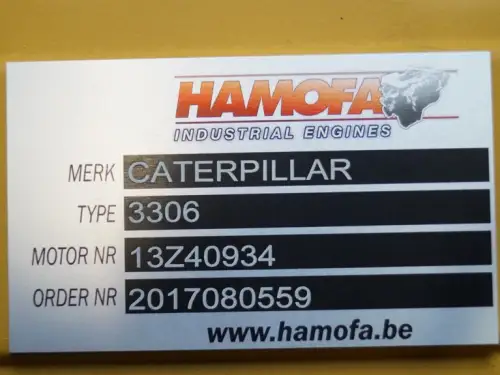 HAMOFA
INDUSTRIAL ENGINES
MERK CATERPILLAR
TYPE 3306
MOTOR NR 13Z40934
ORDER NR 2017080559
www.hamofa.be